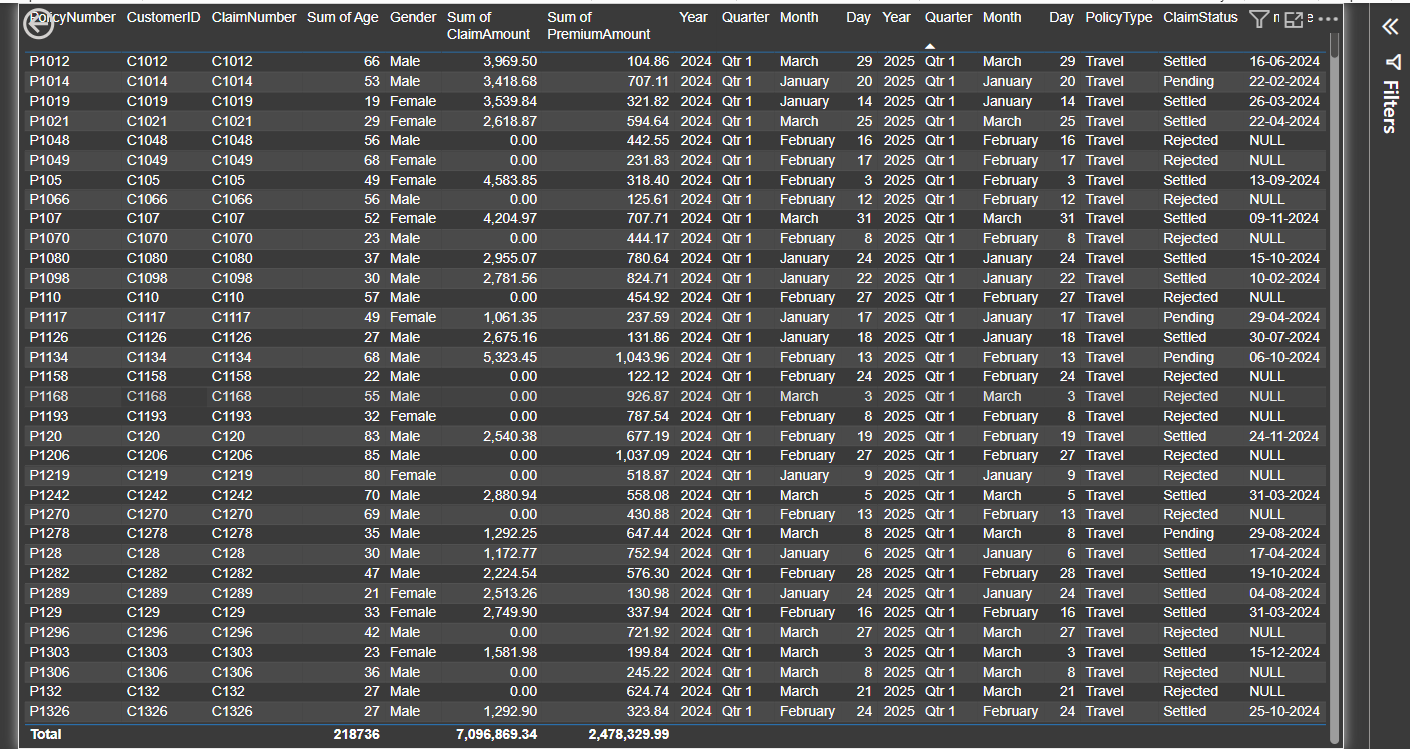 PolicyNumber CustomerID ClaimNumber Sum of Age Gender Sum of ClaimAmount Sum of PremiumAmount Year Quarter Month Day Year Quarter Month Day PolicyType ClaimStatus
P1012 C1012 C1012 66 Male 3,969.50 104.86 2024 Qtr 1 March 29 2025 Qtr 1 March 29 Travel Settled 16-06-2024
P1014 C1014 C1014 53 Male 3,418.68 707.11 2024 Qtr 1 January 20 2025 Qtr 1 January 20 Travel Pending 22-02-2024
P1019 C1019 C1019 19 Female 3,539.84 321.82 2024 Qtr 1 January 14 2025 Qtr 1 January 14 Travel Settled 26-03-2024
P1021 C1021 C1021 29 Female 2,618.87 594.64 2024 Qtr 1 March 25 2025 Qtr 1 March 25 Travel Settled 22-04-2024
P1048 C1048 C1048 56 Male 0.00 442.55 2024 Qtr 1 February 16 2025 Qtr 1 February 16 Travel Rejected NULL
P1049 C1049 C1049 68 Female 0.00 231.83 2024 Qtr 1 February 17 2025 Qtr 1 February 17 Travel Rejected NULL
P105 C105 C105 49 Female 4,583.85 318.40 2024 Qtr 1 February 3 2025 Qtr 1 February 3 Travel Settled 13-09-2024
P1066 C1066 C1066 56 Male 0.00 125.61 2024 Qtr 1 February 12 2025 Qtr 1 February 12 Travel Rejected NULL
P107 C107 C107 52 Female 4,204.97 707.71 2024 Qtr 1 March 31 2025 Qtr 1 March 31 Travel Settled 09-11-2024
P1070 C1070 C1070 23 Male 0.00 444.17 2024 Qtr 1 February 8 2025 Qtr 1 February 8 Travel Rejected NULL
P1080 C1080 C1080 37 Male 2,955.07 780.64 2024 Qtr 1 January 24 2025 Qtr 1 January 24 Travel Settled 15-10-2024
P1098 C1098 C1098 30 Male 2,781.56 824.71 2024 Qtr 1 January 22 2025 Qtr 1 January 22 Travel Settled 10-02-2024
P110 C110 C110 57 Male 0.00 454.92 2024 Qtr 1 February 27 2025 Qtr 1 February 27 Travel Rejected NULL
P1117 C1117 C1117 49 Female 1,061.35 237.59 2024 Qtr 1 January 17 2025 Qtr 1 January 17 Travel Pending 29-04-2024
P1126 C1126 C1126 27 Male 2,675.16 131.86 2024 Qtr 1 January 18 2025 Qtr 1 January 18 Travel Settled 30-07-2024
P1134 C1134 C1134 68 Male 5,323.45 1,043.96 2024 Qtr 1 February 13 2025 Qtr 1 February 13 Travel Pending 06-10-2024
P1158 C1158 C1158 22 Male 0.00 122.12 2024 Qtr 1 February 24 2025 Qtr 1 February 24 Travel Rejected NULL
P1168 C1168 C1168 55 Male 0.00 926.87 2024 Qtr 1 March 3 2025 Qtr 1 March 3 Travel Rejected NULL
P1193 C1193 C1193 32 Female 0.00 787.54 2024 Qtr 1 February 8 2025 Qtr 1 February 8 Travel Rejected NULL
P120 C120 C120 83 Male 2,540.38 677.19 2024 Qtr 1 February 19 2025 Qtr 1 February 19 Travel Settled 24-11-2024
P1206 C1206 C1206 85 Male 0.00 1,037.09 2024 Qtr 1 February 27 2025 Qtr 1 February 27 Travel Rejected NULL
P1219 C1219 C1219 80 Female 0.00 518.87 2024 Qtr 1 January 9 2025 Qtr 1 January 9 Travel Rejected NULL
P1242 C1242 C1242 70 Male 2,880.94 558.08 2024 Qtr 1 March 5 2025 Qtr 1 March 5 Travel Settled 31-03-2024
P1270 C1270 C1270 69 Male 0.00 430.88 2024 Qtr 1 February 13 2025 Qtr 1 February 13 Travel Rejected NULL
P1278 C1278 C1278 35 Male 1,292.25 647.44 2024 Qtr 1 March 8 2025 Qtr 1 March 8 Travel Pending 29-08-2024
P128 C128 C128 30 Male 1,172.77 752.94 2024 Qtr 1 January 6 2025 Qtr 1 January 6 Travel Settled 17-04-2024
P1282 C1282 C1282 47 Male 2,224.54 576.30 2024 Qtr 1 February 28 2025 Qtr 1 February 28 Travel Settled 19-10-2024
P1289 C1289 C1289 21 Female 2,513.26 130.98 2024 Qtr 1 January 24 2025 Qtr 1 January 24 Travel Settled 04-08-2024
P129 C129 C129 33 Female 2,749.90 337.94 2024 Qtr 1 February 16 2025 Qtr 1 February 16 Travel Settled 31-03-2024
P1296 C1296 C1296 42 Male 0.00 721.92 2024 Qtr 1 March 27 2025 Qtr 1 March 27 Travel Rejected NULL
P1303 C1303 C1303 23 Female 1,581.98 199.84 2024 Qtr 1 March 3 2025 Qtr 1 March 3 Travel Settled 15-12-2024
P1306 C1306 C1306 36 Male 0.00 245.22 2024 Qtr 1 March 8 2025 Qtr 1 March 8 Travel Rejected NULL
P132 C132 C132 27 Male 0.00 624.74 2024 Qtr 1 March 21 2025 Qtr 1 March 21 Travel Rejected NULL
P1326 C1326 C1326 27 Male 1,292.90 323.84 2024 Qtr 1 February 24 2025 Qtr 1 February 24 Travel Settled 25-10-2024
Total 218736 7,096,869.34 2,478,329.99
Filters